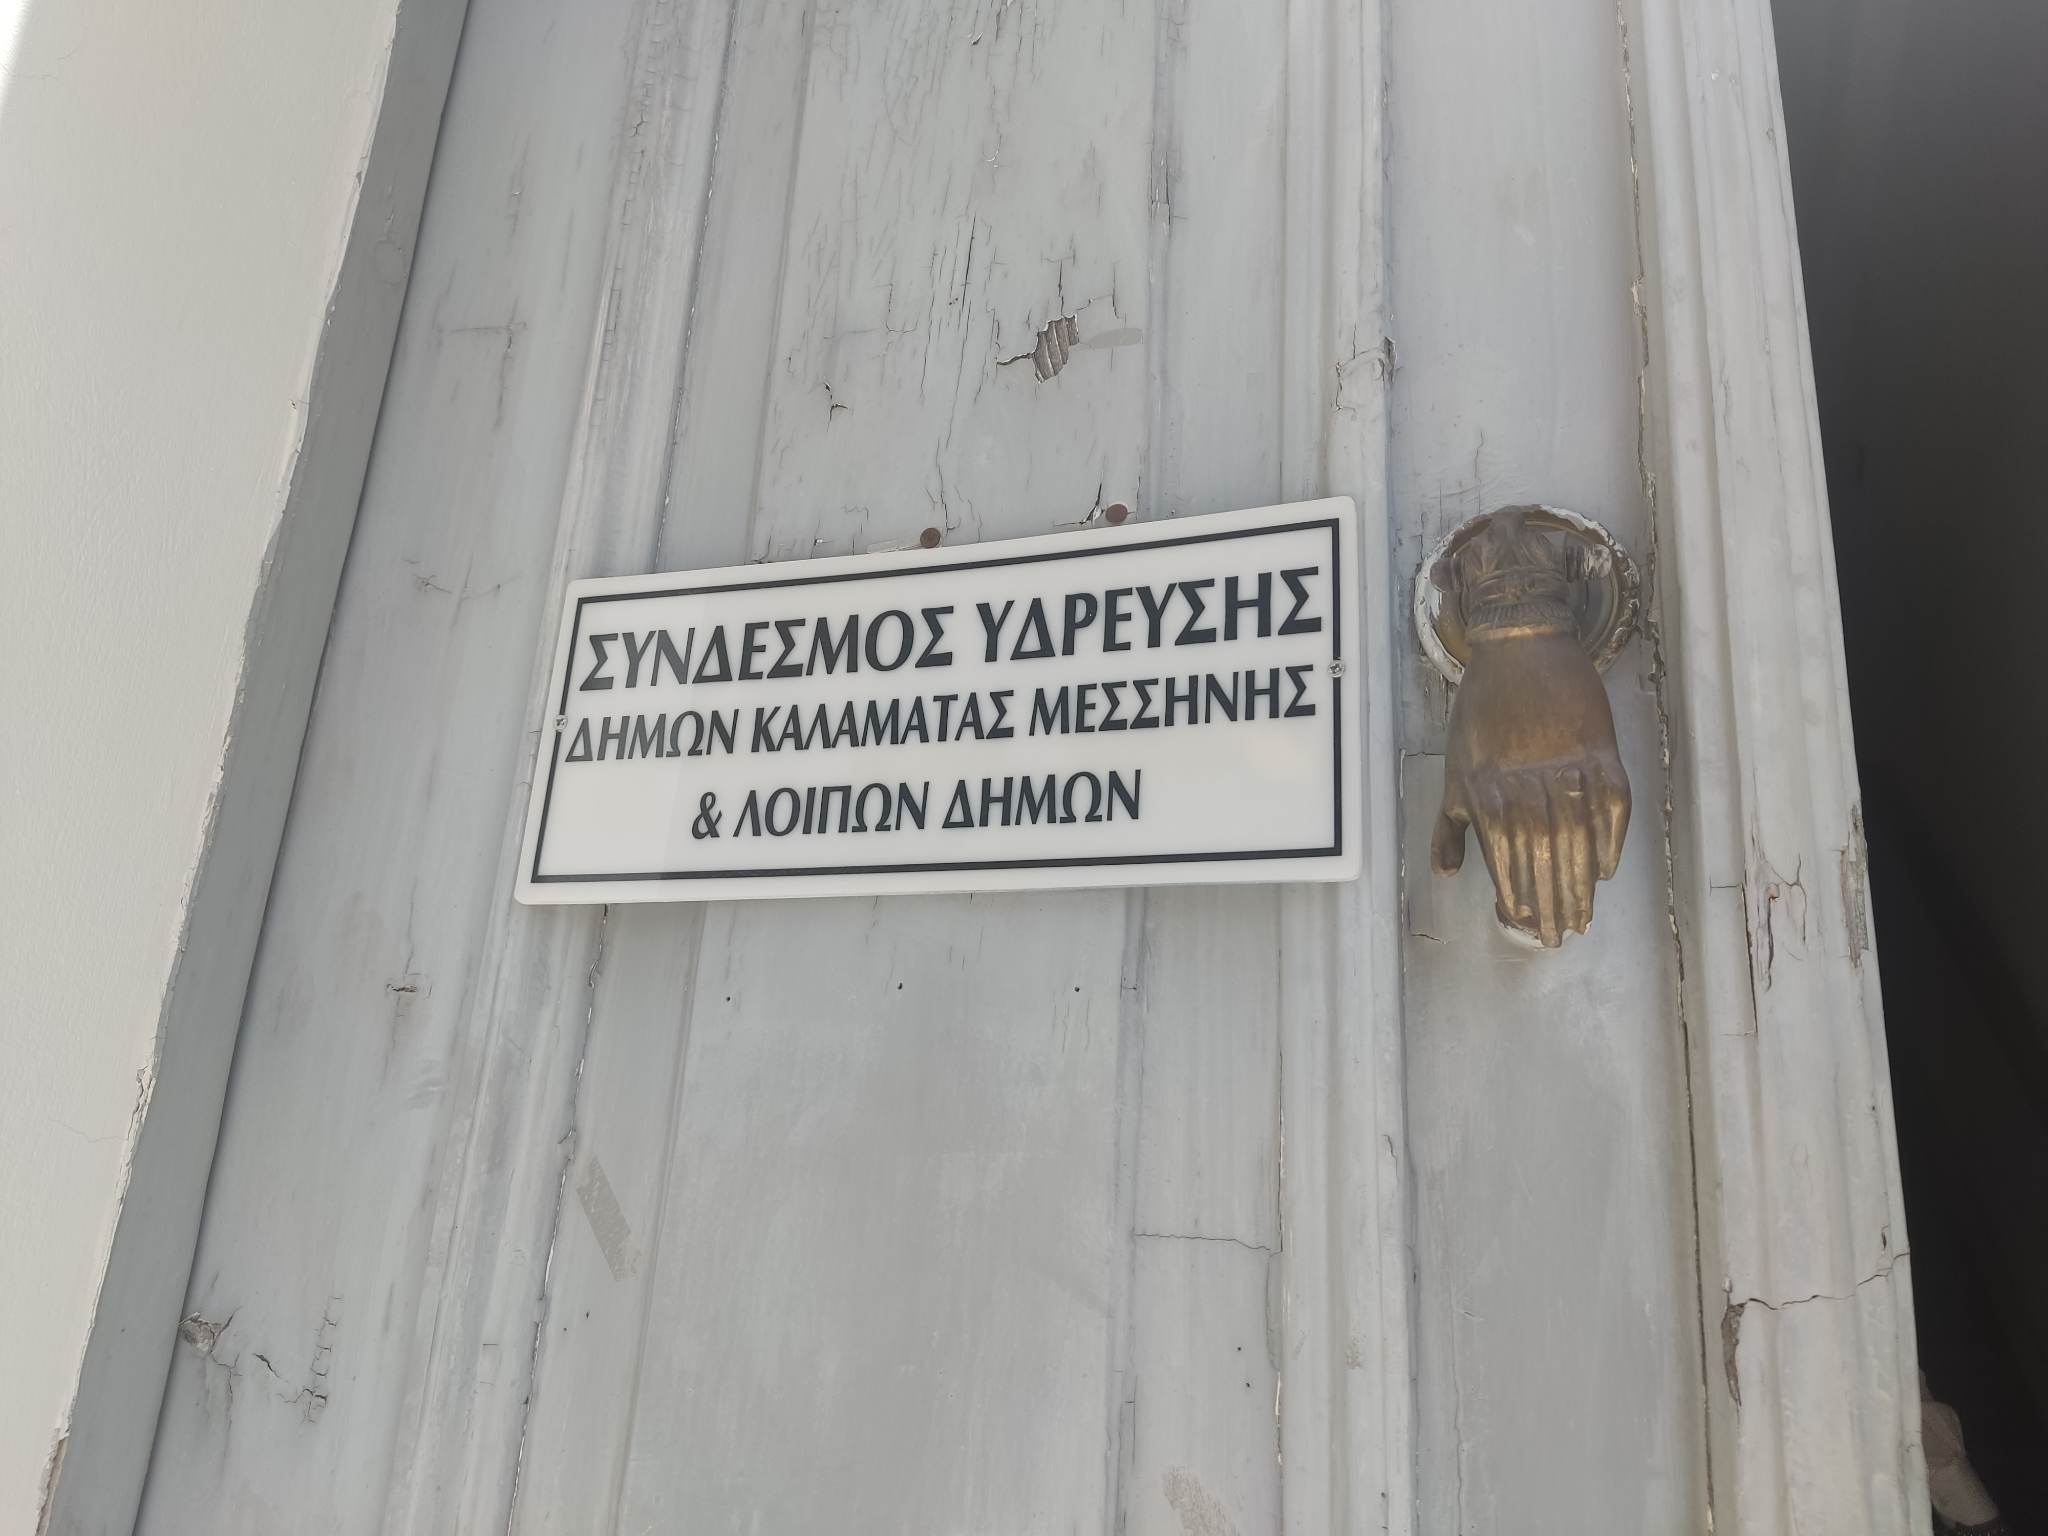 ΣΥΝΔΕΣΜΟΣ ΥΔΡΕΥΣΗΣ
ΔΗΜΩΝ ΚΑΛΑΜΑΤΑΣ ΜΕΣΣΗΝΗΣ
& ΛΟΙΠΩΝ ΔΗΜΩΝ